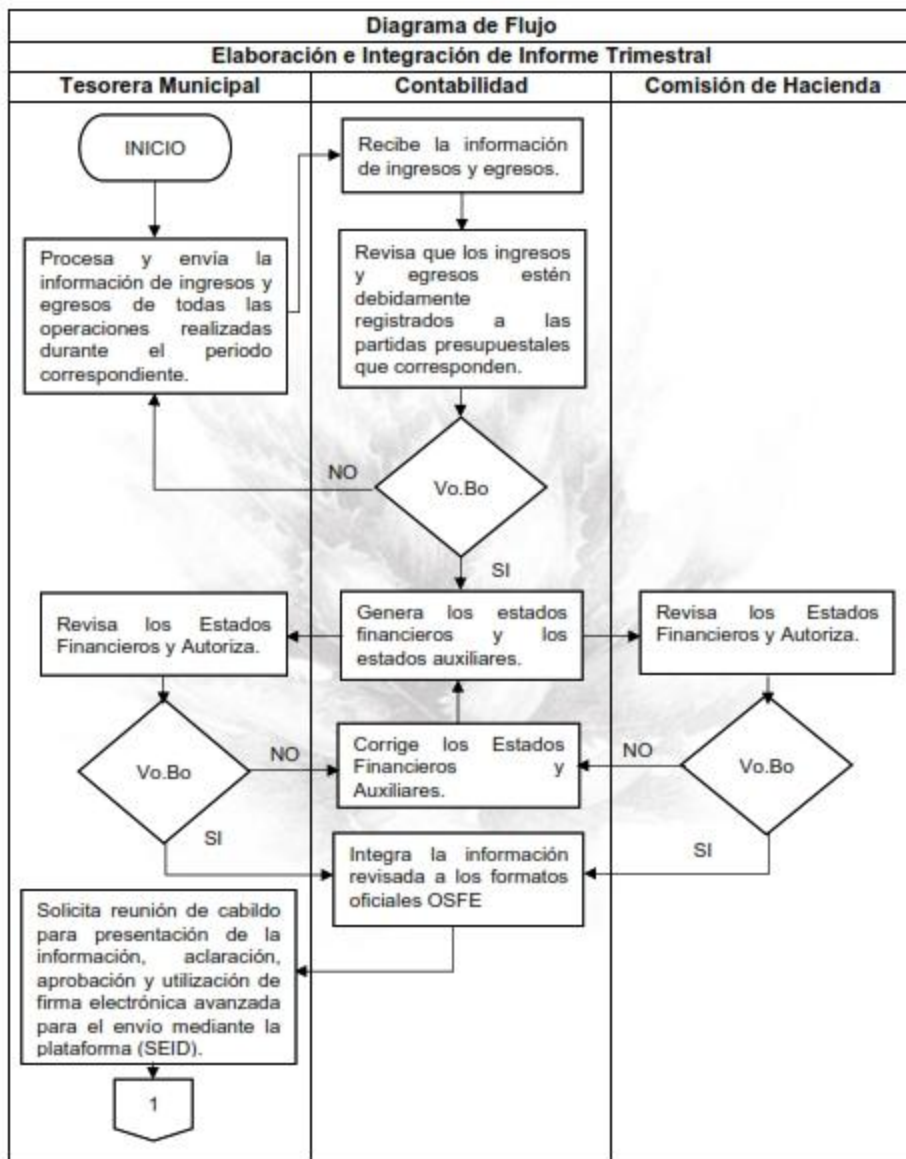 Diagrama de Flujo
Elaboración e Integración de Informe Trimestral
Tesorera Municipal
Contabilidad
Comisión de Hacienda
INICIO
Recibe la información
de ingresos y egresos.
Procesa y envía la
información de ingresos y
egresos de todas las
operaciones realizadas
durante el periodo
correspondiente.
Revisa que los ingresos
y egresos estén
debidamente
registrados a las
partidas presupuestales
que corresponden.
NO
Vo.Bo
SI
Revisa los Estados
Financieros y Autoriza.
Genera los estados
financieros y los
estados auxiliares.
Revisa los Estados
Financieros y Autoriza.
Vo.Bo
NO
Corrige los Estados
Financieros y
Auxiliares.
NO
Vo.Bo
SI
Integra la información
revisada a los formatos
oficiales OSFE
SI
Solicita reunión de cabildo
para presentación de la
información, aclaración,
aprobación y utilización de
firma electrónica avanzada
para el envío mediante la
plataforma (SEID).
1